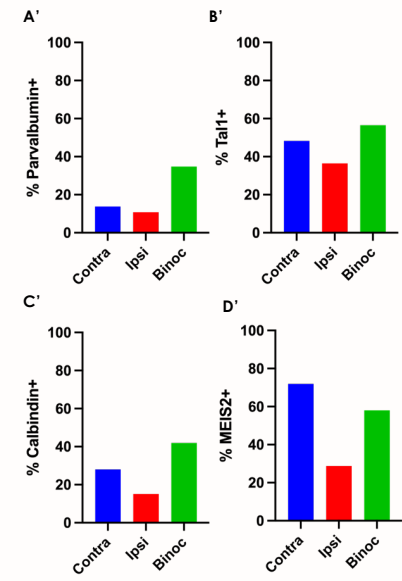 A’
B’
100
80
60
40
20
0
% Parvalbumin+
Contra
Ipsi
Binoc
100
80
60
40
20
0
% Tal1+
Contra
Ipsi
Binoc
C’
D’
100
80
60
40
20
0
% Calbindin+
Contra
Ipsi
Binoc
100
80
60
40
20
0
% MEIS2+
Contra
Ipsi
Binoc